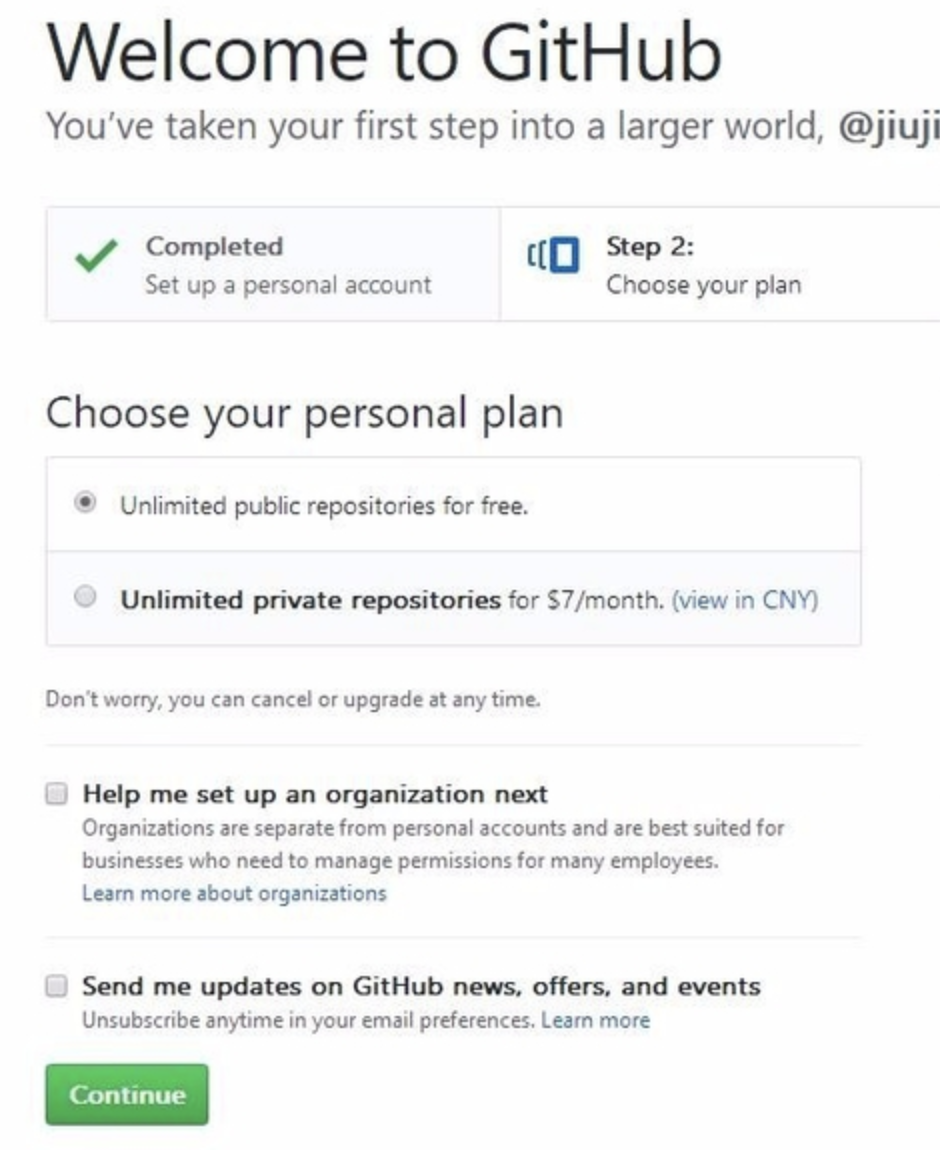 Welcome to GitHub
You've taken your first step into a larger world, @jiuji
Completed
Set up a personal account
Step 2:
Choose your plan
Choose your personal plan
Unlimited public repositories for free.
Unlimited private repositories for $7/month. (view in CNY)
Don't worry, you can cancel or upgrade at any time.
Help me set up an organization next
Organizations are separate from personal accounts and are best suited for
businesses who need to manage permissions for many employees.
Learn more about organizations
Send me updates on GitHub news, offers, and events
Unsubscribe anytime in your email preferences. Learn more
Continue